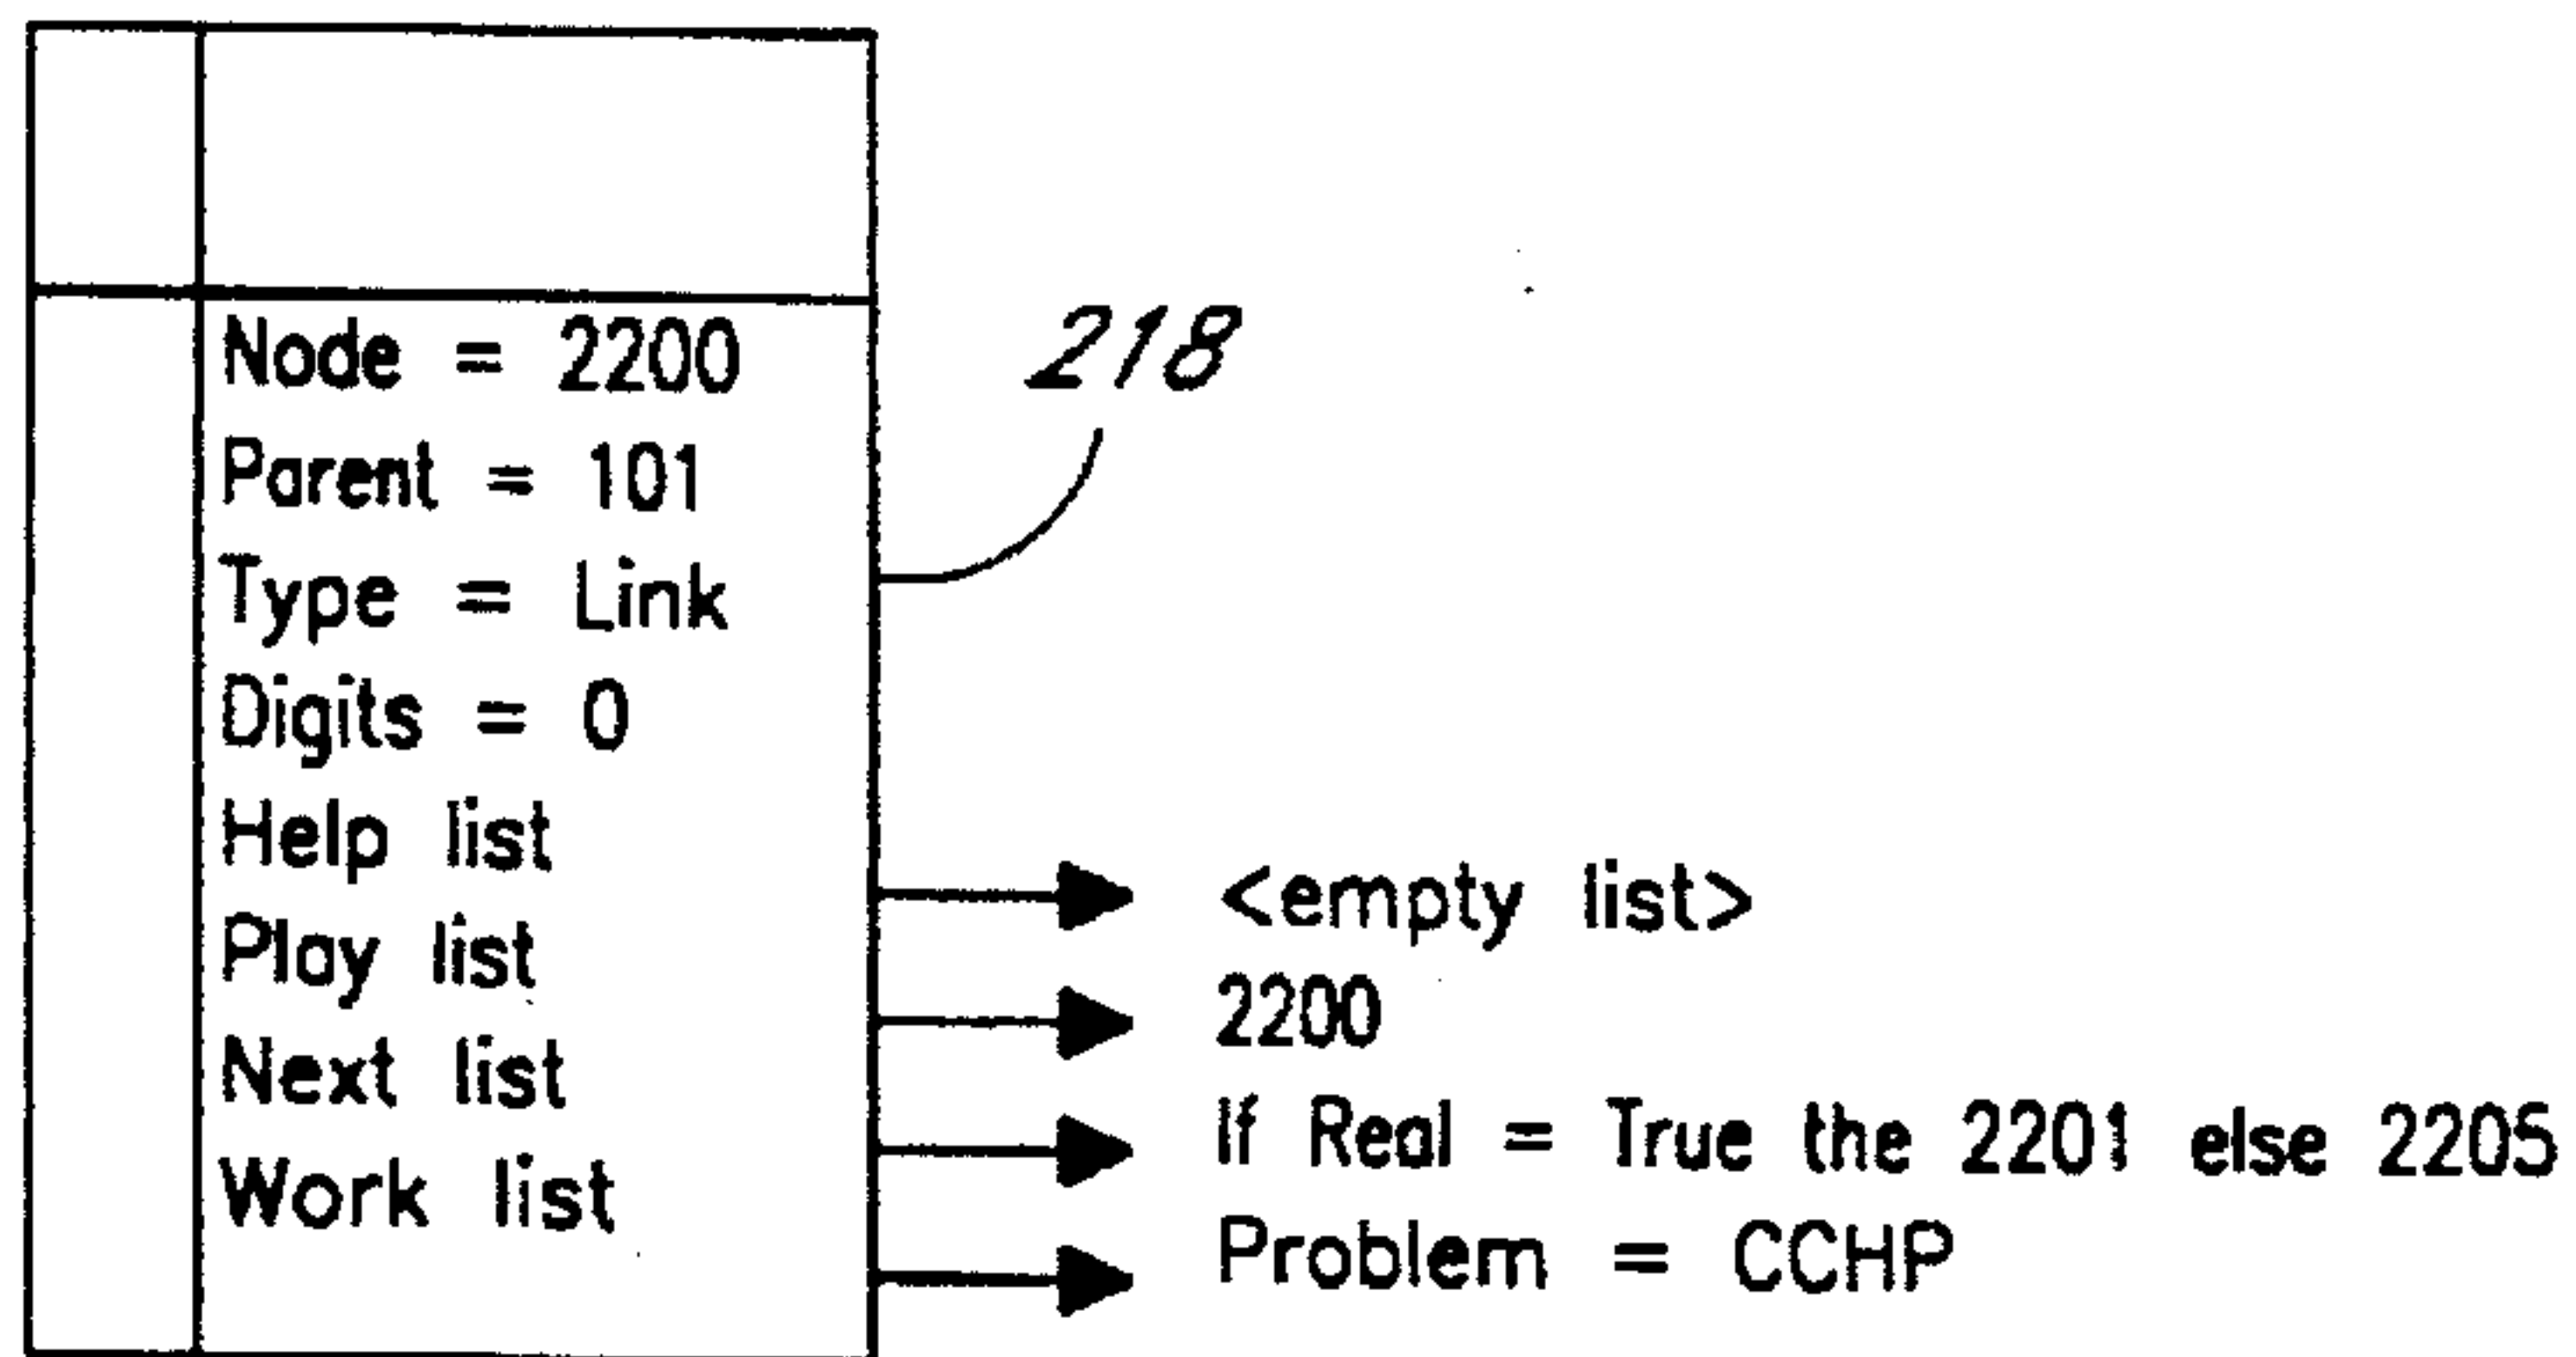 Node = 2200
218
Parent = 101
Type = Link
Digits = 0
Help list
<empty list>
Play list
2200
Next list
If Real = True the 2201 else 2205
Work list
Problem = CCHP